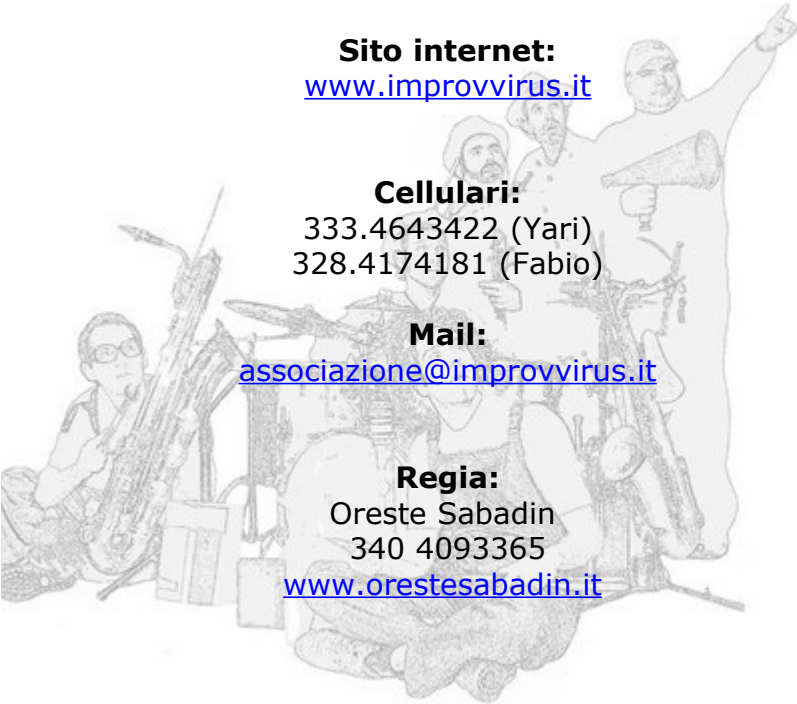 Sito internet:
www.improvvirus.it
Cellulari:
333.4643422 (Yari)
328.4174181 (Fabio)
Mail:
associazione@improvvirus.it
Regia:
Oreste Sabadin
340 4093365
www.orestesabadin.it